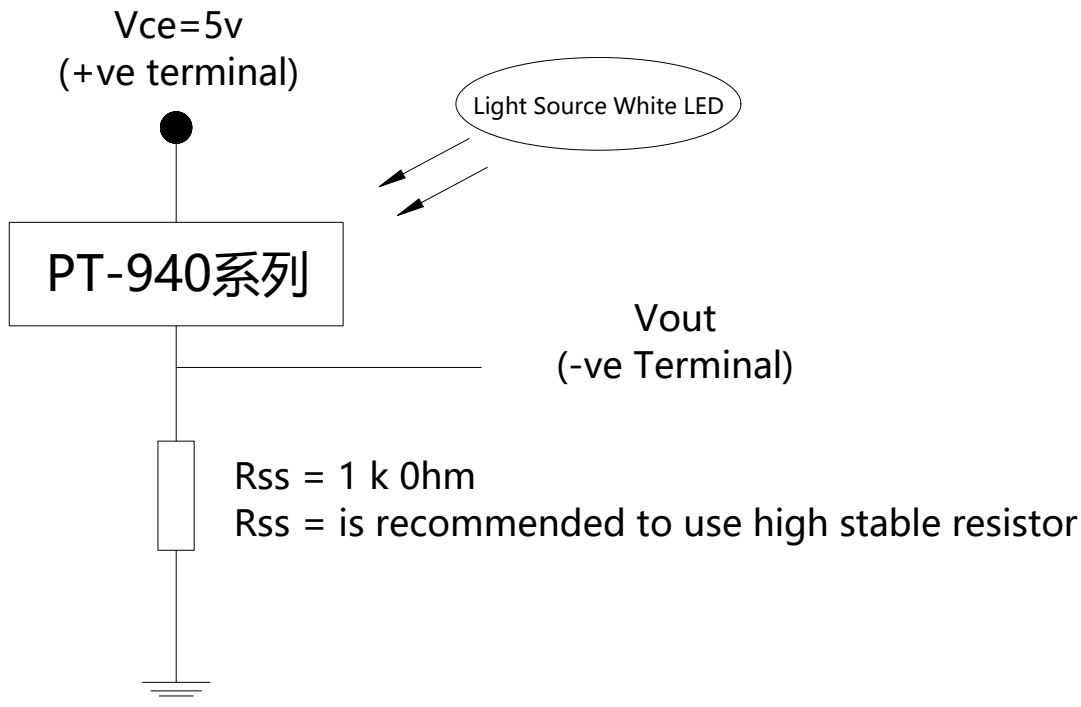 Vce=5v
(+ve terminal)
Light Source White LED
PT-940系列
Vout
(-ve Terminal)
Rss = 1 k 0hm
Rss = is recommended to use high stable resistor